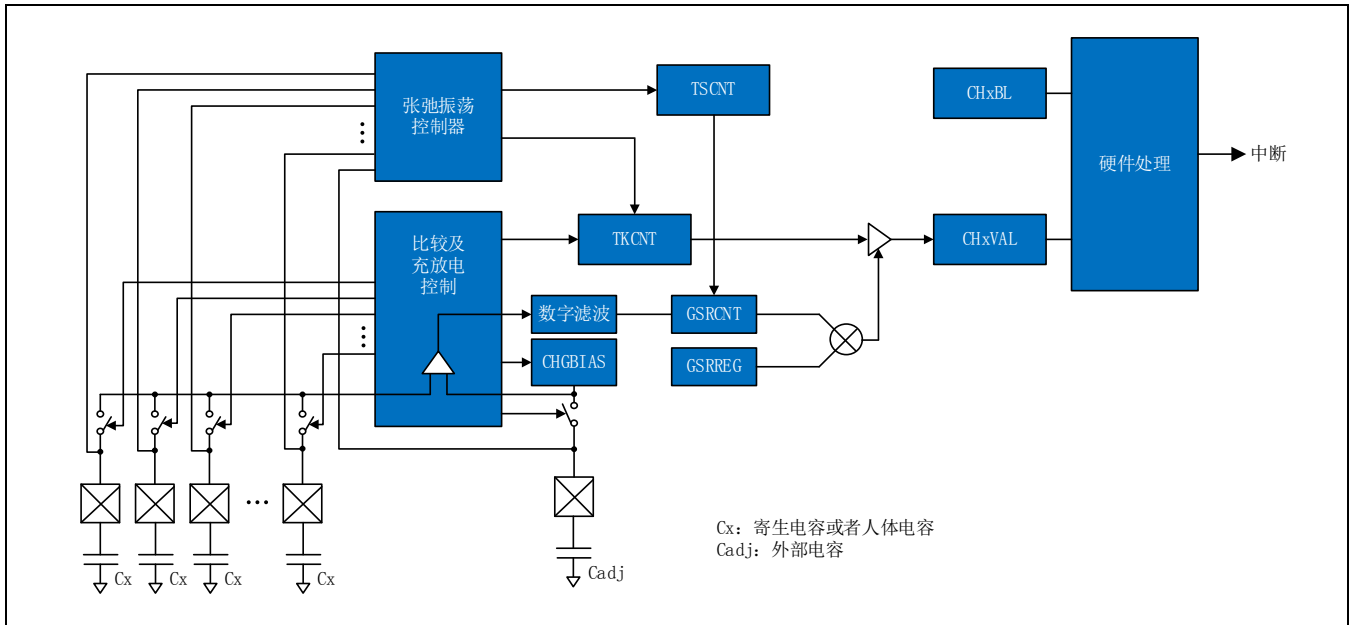 张弛振荡
控制器
TSCNT
CHxBL
硬件处理
中断
比较及
充放电
控制
TKCNT
CHxVAL
数字滤波
GSRCNT
CHGBIAS
GSRREG
Cx
Cx
Cx
Cx
Cadj
Cx: 寄生电容或者人体电容
Cadj: 外部电容